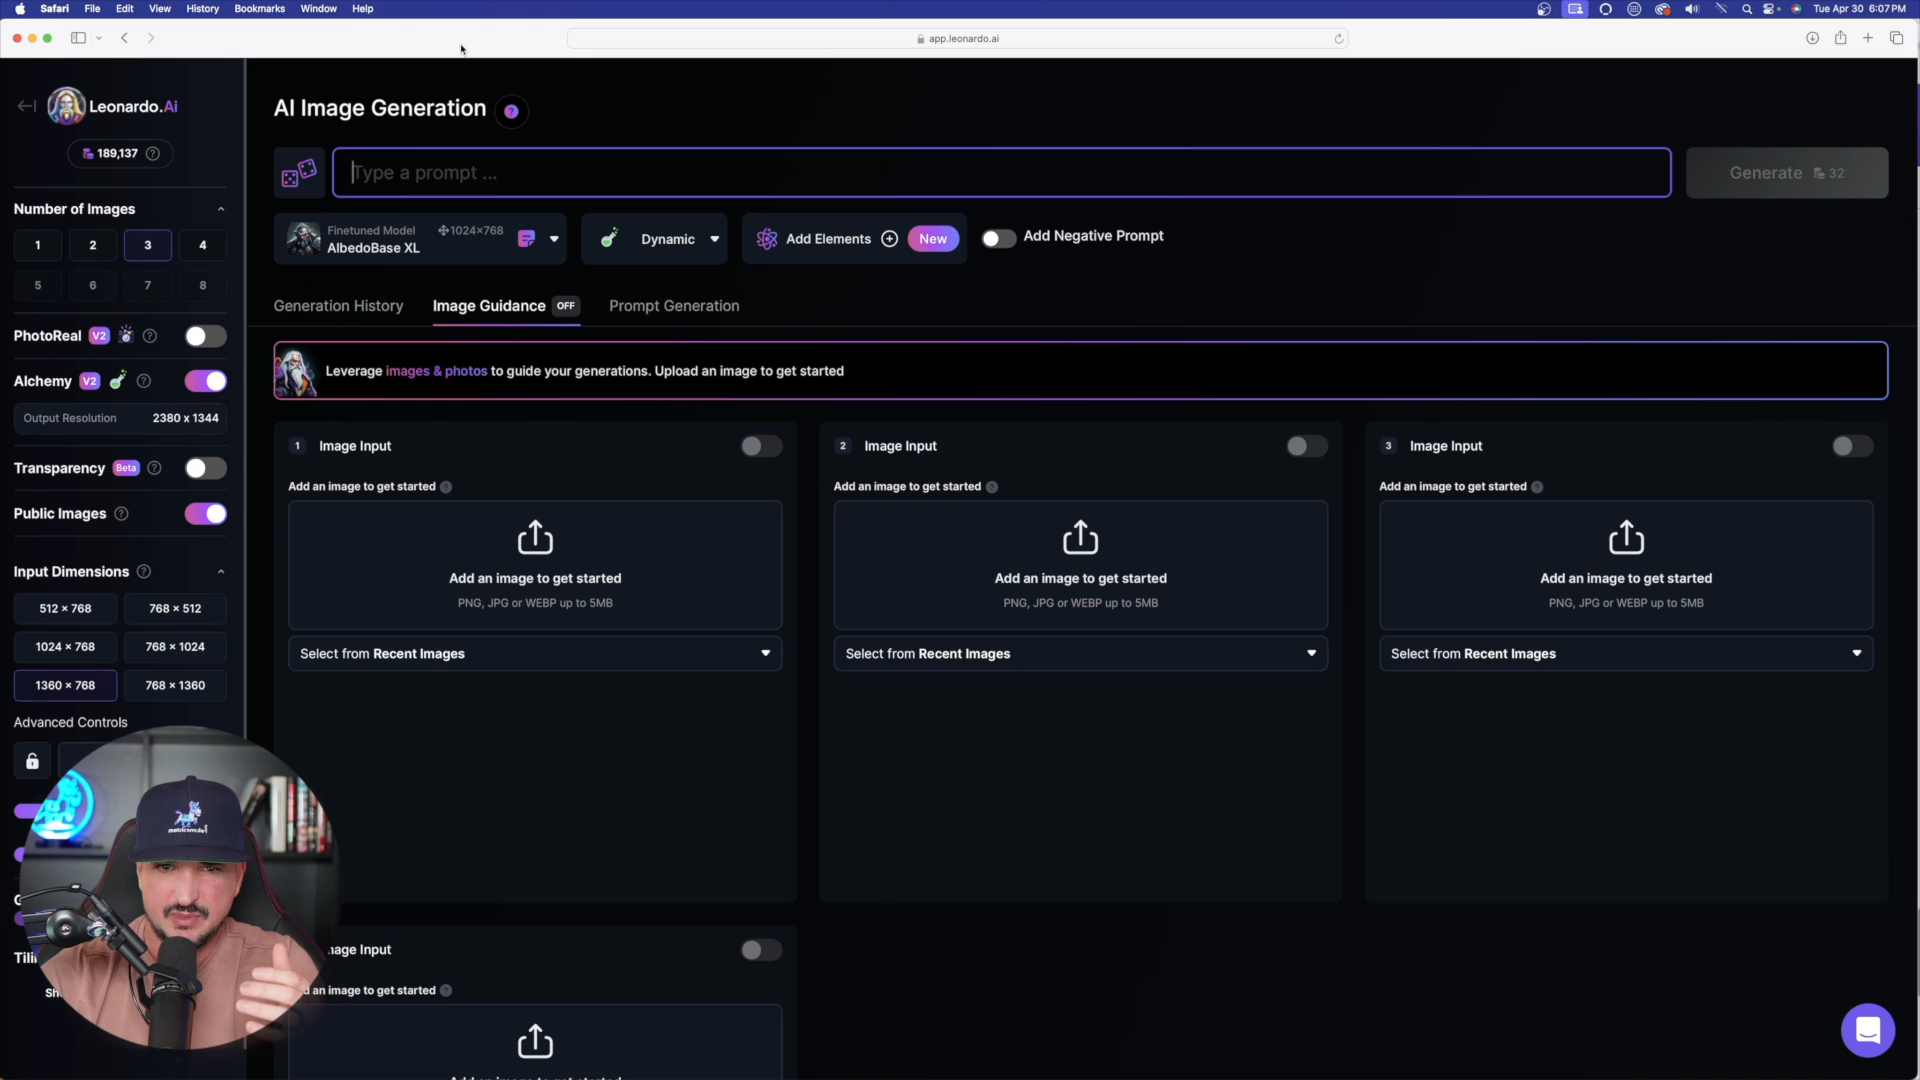 Safari File Edit View History Bookmarks Window Help
Tue Apr 30 6:07 PM
app.leonardo.ai
Leonardo.Ai
189,137
Number of Images
1 2 3 4
5 6 7 8
PhotoReal V2
Alchemy V2
Output Resolution 2380 x 1344
Transparency Beta
Public Images
Input Dimensions
512 × 768 768 × 512
1024 × 768 768 × 1024
1360 × 768 768 × 1360
Advanced Controls
AI Image Generation
Type a prompt ...
Generate 32
Finetuned Model 1024×768
AlbedoBase XL
Dynamic
Add Elements New
Add Negative Prompt
Generation History Image Guidance OFF Prompt Generation
Leverage images & photos to guide your generations. Upload an image to get started
1 Image Input
Add an image to get started
Add an image to get started
PNG, JPG or WEBP up to 5MB
Select from Recent Images
2 Image Input
Add an image to get started
Add an image to get started
PNG, JPG or WEBP up to 5MB
Select from Recent Images
3 Image Input
Add an image to get started
Add an image to get started
PNG, JPG or WEBP up to 5MB
Select from Recent Images
Input
an image to get started